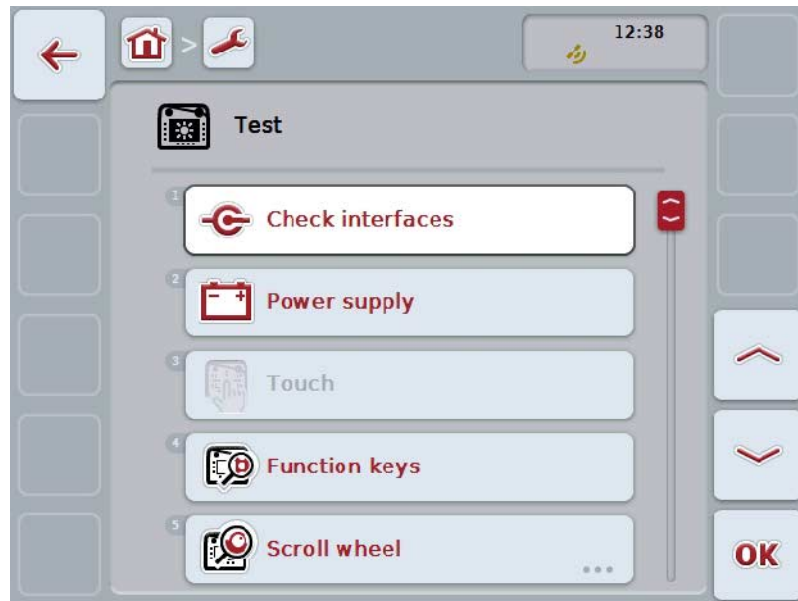 >
12:38
Test
1
Check interfaces
2
Power supply
3
Touch
4
Function keys
5
Scroll wheel
...
OK